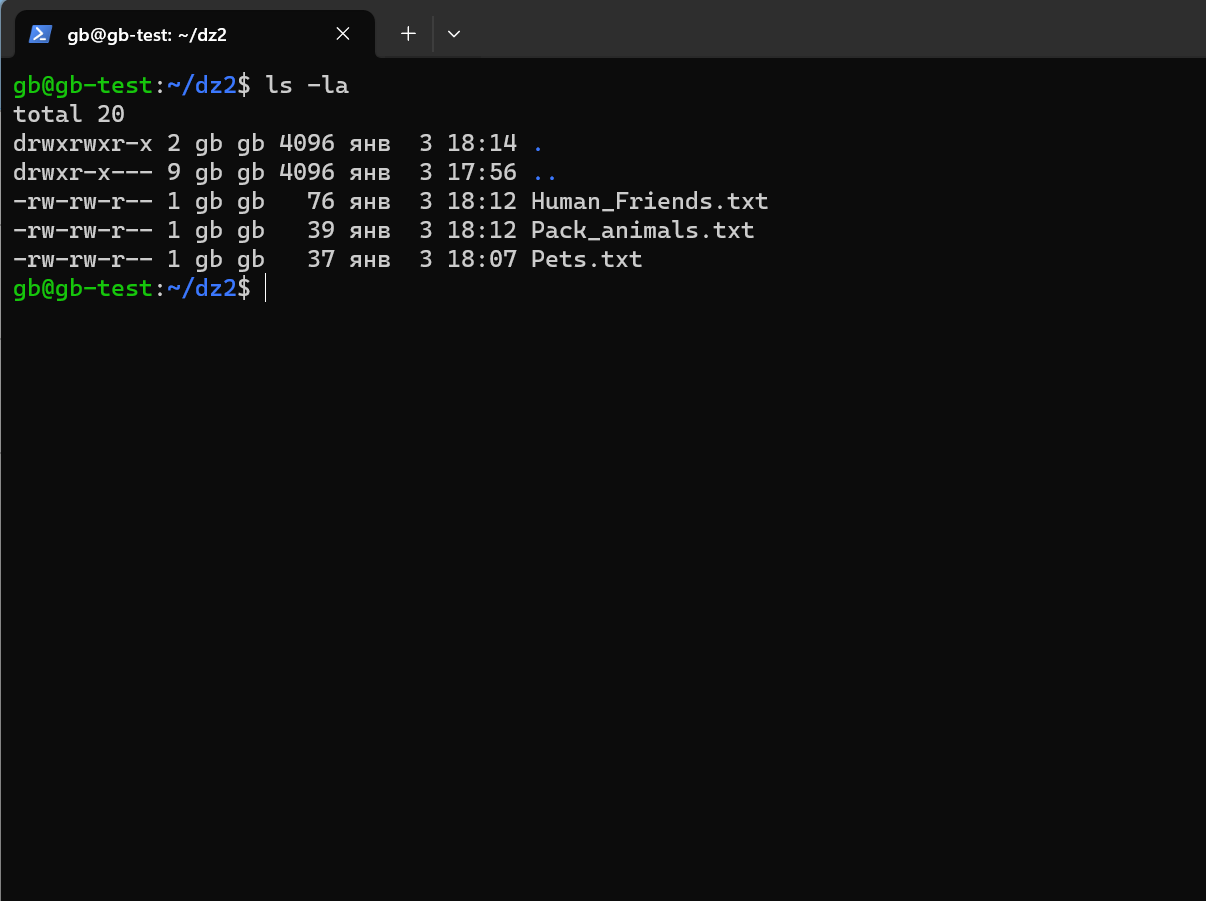 gb@gb-test: ~/dz2
gb@gb-test:~/dz2$ ls -la
total 20
drwxrwxr-x 2 gb gb 4096 янв  3 18:14 .
drwxr-x--- 9 gb gb 4096 янв  3 17:56 ..
-rw-rw-r-- 1 gb gb   76 янв  3 18:12 Human_Friends.txt
-rw-rw-r-- 1 gb gb   39 янв  3 18:12 Pack_animals.txt
-rw-rw-r-- 1 gb gb   37 янв  3 18:07 Pets.txt
gb@gb-test:~/dz2$